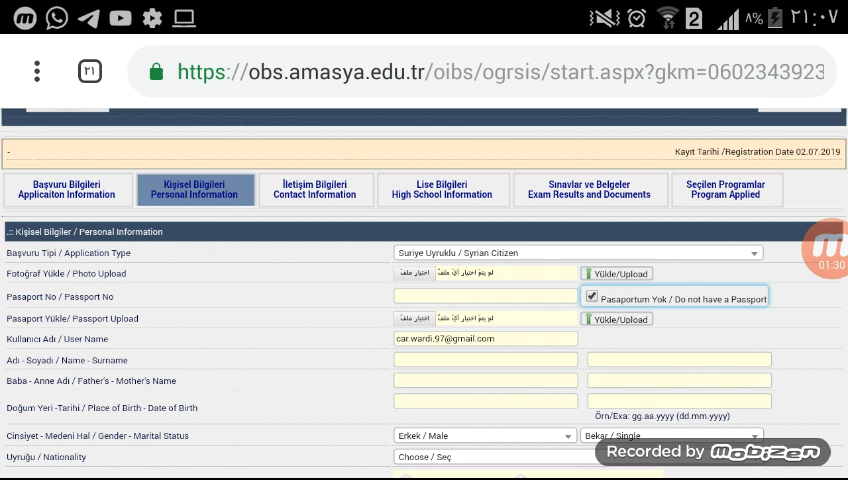 ٨% ٢١:٠٧
2
٢١ https://obs.amasya.edu.tr/oibs/ogrsis/start.aspx?gkm=0602343923
- Kayıt Tarihi /Registration Date 02.07.2019
Başvuru Bilgileri Kişisel Bilgileri İletişim Bilgileri Lise Bilgileri Sınavlar ve Belgeler Seçilen Programlar
Applicaiton Information Personal Information Contact Information High School Information Exam Results and Documents Program Applied
.:: Kişisel Bilgiler / Personal Information
01:30
Başvuru Tipi / Application Type Suriye Uyruklu / Syrian Citizen
Fotoğraf Yükle / Photo Upload اختيار ملف لم يتم اختيار أي ملف Yükle/Upload
Pasaport No / Passport No Pasaportum Yok / Do not have a Passport
Pasaport Yükle/ Passport Upload اختيار ملف لم يتم اختيار أي ملف Yükle/Upload
Kullanıcı Adı / User Name car.wardi.97@gmail.com
Adı - Soyadı / Name - Surname
Baba - Anne Adı / Father's - Mother's Name
Doğum Yeri -Tarihi / Place of Birth - Date of Birth
Örn/Exa: gg.aa.yyyy (dd.mm.yyyy)
Cinsiyet - Medeni Hal / Gender - Marital Status Erkek / Male Bekar / Single
Uyruğu / Nationality Choose / Seç
Recorded by mobizen